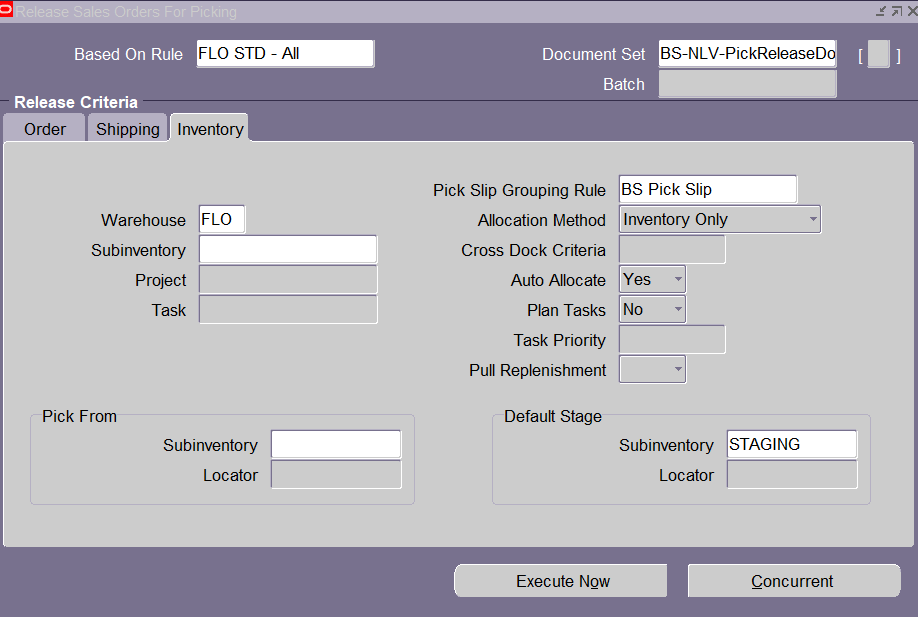 Release Sales Orders For Picking
Based On Rule FLO STD - All Document Set BS-NLV-PickReleaseDo [ ]
Batch
Release Criteria
Order Shipping Inventory
Pick Slip Grouping Rule BS Pick Slip
Warehouse FLO Allocation Method Inventory Only
Subinventory Cross Dock Criteria
Project Auto Allocate Yes
Task Plan Tasks No
Task Priority
Pull Replenishment
Pick From Default Stage
Subinventory Subinventory STAGING
Locator Locator
Execute Now Concurrent